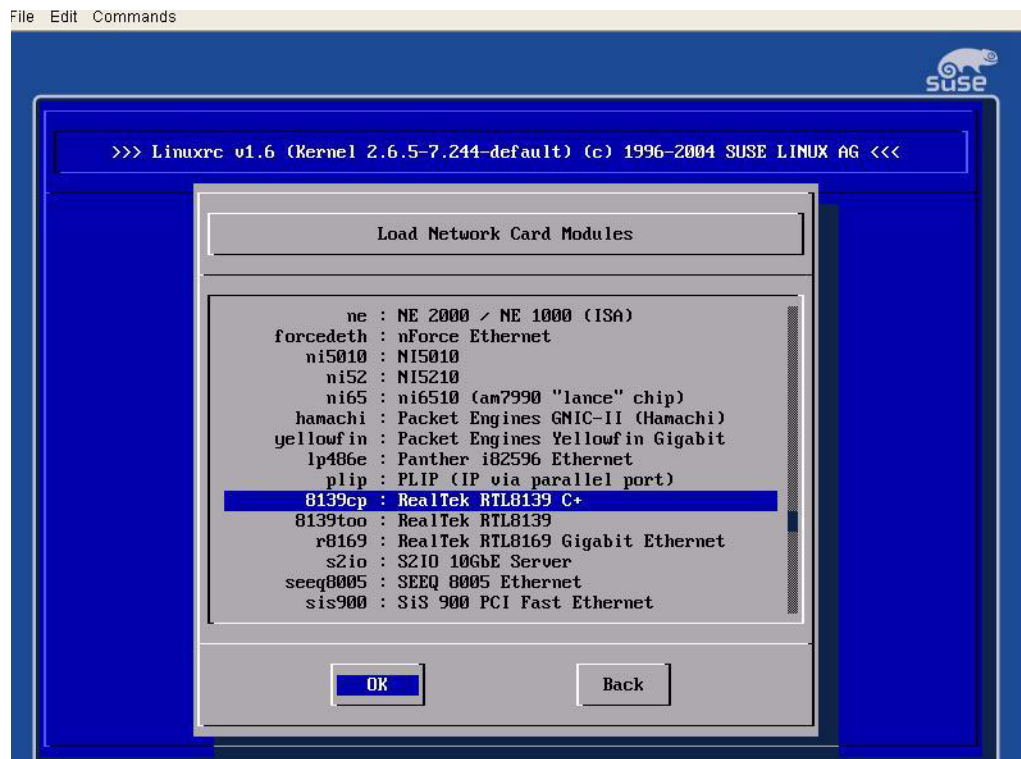 File Edit Commands
suse
>>> Linuxrc v1.6 (Kernel 2.6.5-7.244-default) (c) 1996-2004 SUSE LINUX AG <<<
Load Network Card Modules
ne : NE 2000 / NE 1000 (ISA)
forcedeth : nForce Ethernet
ni5010 : NI5010
ni52 : NI5210
ni65 : ni6510 (am7990 "lance" chip)
hamachi : Packet Engines GNIC-II (Hamachi)
yellowfin : Packet Engines Yellowfin Gigabit
lp486e : Panther i82596 Ethernet
plip : PLIP (IP via parallel port)
8139cp : RealTek RTL8139 C+
8139too : RealTek RTL8139
r8169 : RealTek RTL8169 Gigabit Ethernet
s2io : S2IO 10GbE Server
seeq8005 : SEEQ 8005 Ethernet
sis900 : SiS 900 PCI Fast Ethernet
OK Back